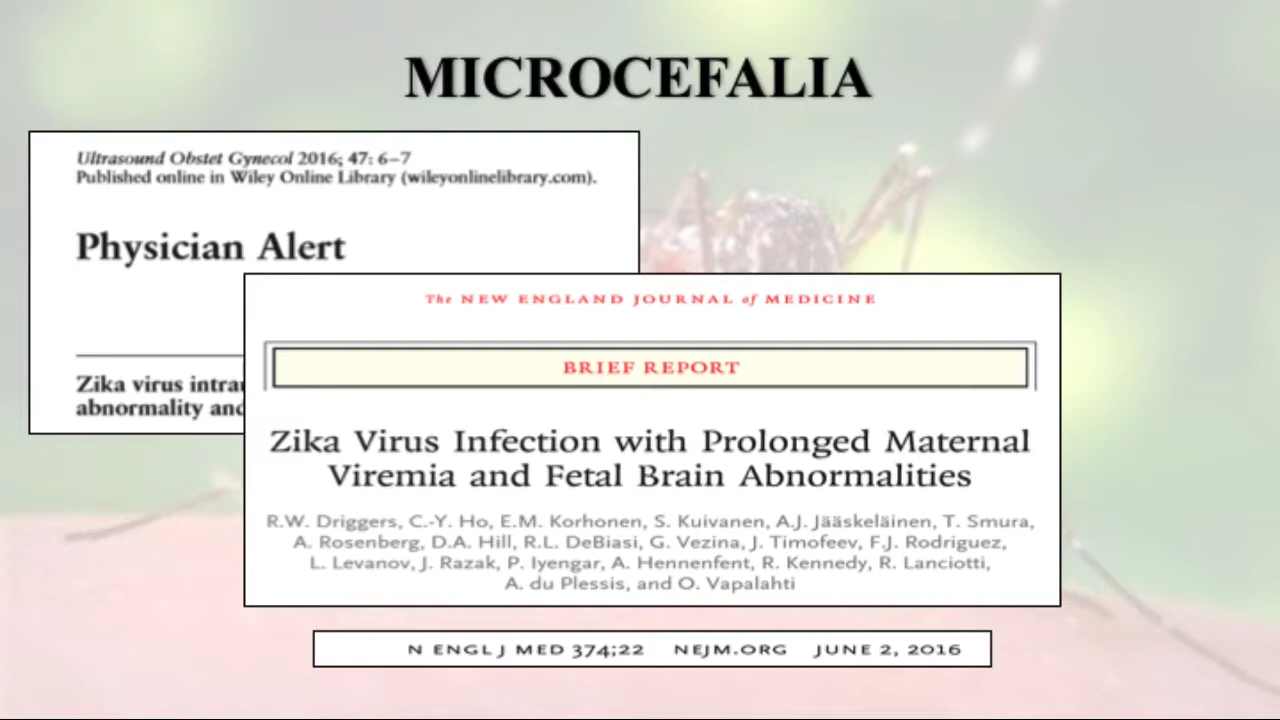 MICROCEFALIA
Ultrasound Obstet Gynecol 2016; 47: 6–7
Published online in Wiley Online Library (wileyonlinelibrary.com).
Physician Alert
Zika virus
abnormality and
The NEW ENGLAND JOURNAL of MEDICINE
BRIEF REPORT
Zika Virus Infection with Prolonged Maternal
Viremia and Fetal Brain Abnormalities
R.W. Driggers, C.-Y. Ho, E.M. Korhonen, S. Kuivanen, A.J. Jääskeläinen, T. Smura,
A. Rosenberg, D.A. Hill, R.L. DeBiasi, G. Vezina, J. Timofeev, F.J. Rodriguez,
L. Levanov, J. Razak, P. Iyengar, A. Hennenfent, R. Kennedy, R. Lanciotti,
A. du Plessis, and O. Vapalahti
N ENGL J MED 374;22 NEJM.ORG JUNE 2, 2016